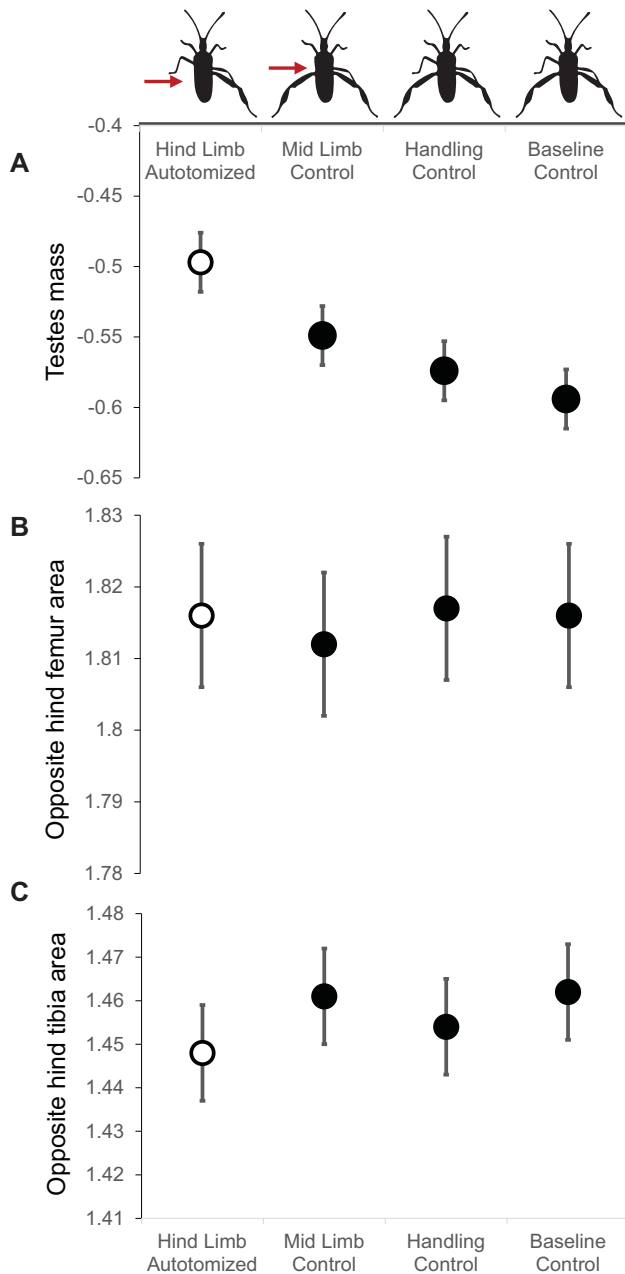 -0.4
Hind Limb Mid Limb Handling Baseline
Autotomized Control Control Control
A
-0.45
-0.5
-0.55
-0.6
-0.65
Testes mass
B
1.83
1.82
1.81
1.8
1.79
1.78
Opposite hind femur area
C
1.48
1.47
1.46
1.45
1.44
1.43
1.42
1.41
Opposite hind tibia area
Hind Limb Mid Limb Handling Baseline
Autotomized Control Control Control